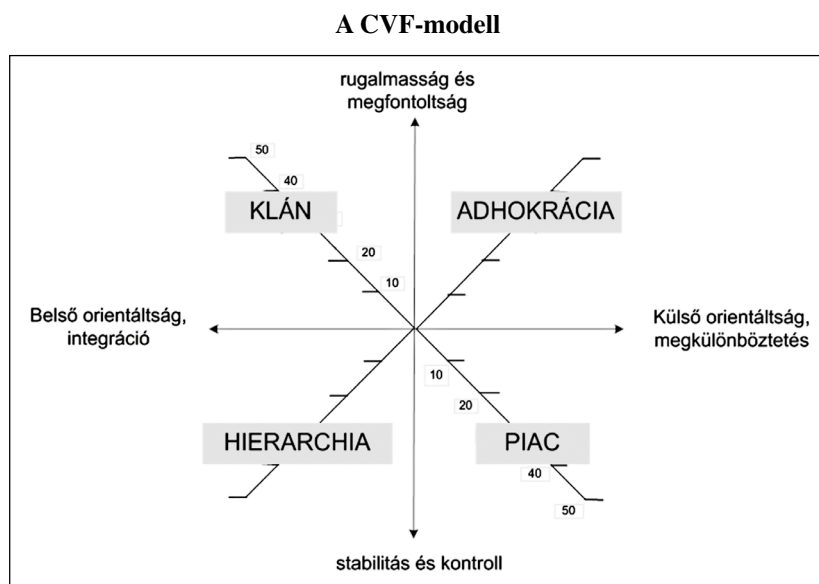 A CVF-modell
rugalmasság és
megfontoltság
50
40
KLÁN
ADHOKRÁCIA
20
10
Belső orientáltság,
integráció
Külső orientáltság,
megkülönböztetés
10
20
HIERARCHIA
PIAC
40
50
stabilitás és kontroll